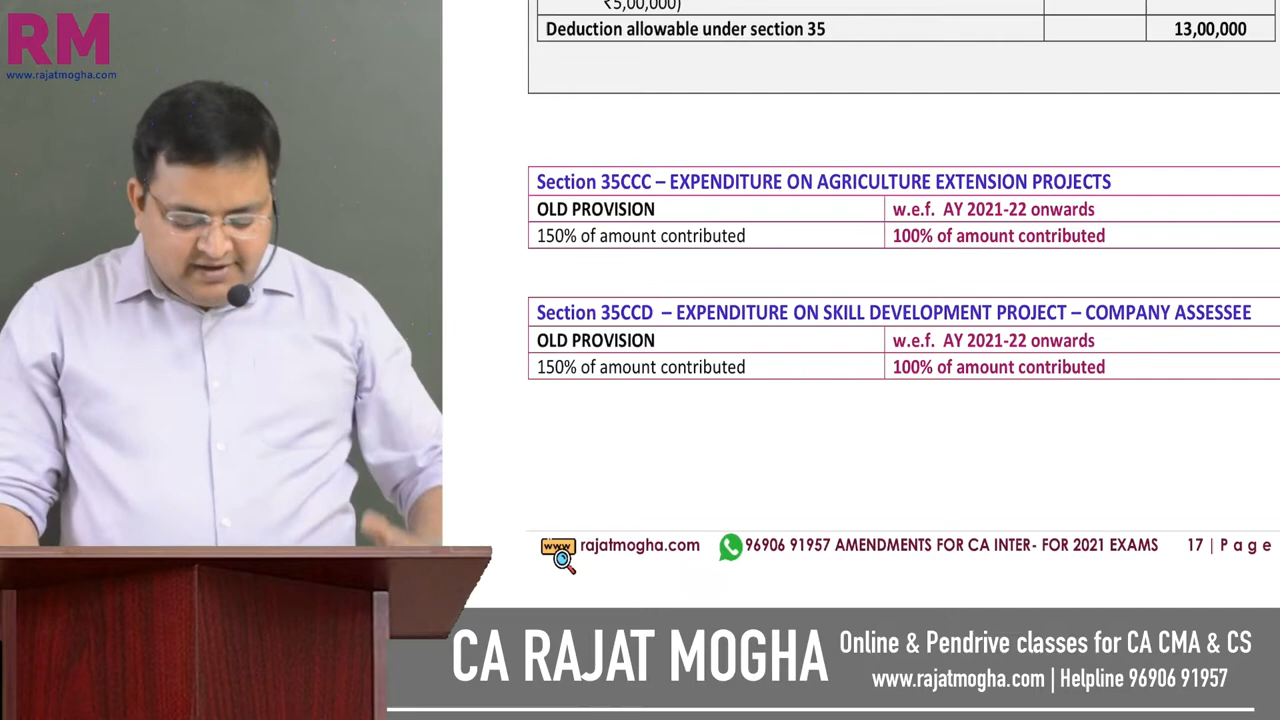 RM
www.rajatmogha.com
₹5,00,000)
Deduction allowable under section 35 13,00,000
Section 35CCC – EXPENDITURE ON AGRICULTURE EXTENSION PROJECTS
OLD PROVISION w.e.f. AY 2021-22 onwards
150% of amount contributed 100% of amount contributed
Section 35CCD – EXPENDITURE ON SKILL DEVELOPMENT PROJECT – COMPANY ASSESSEE
OLD PROVISION w.e.f. AY 2021-22 onwards
150% of amount contributed 100% of amount contributed
www rajatmogha.com 96906 91957 AMENDMENTS FOR CA INTER- FOR 2021 EXAMS 17 | P a g e
CA RAJAT MOGHA
Online & Pendrive classes for CA CMA & CS
www.rajatmogha.com | Helpline 96906 91957